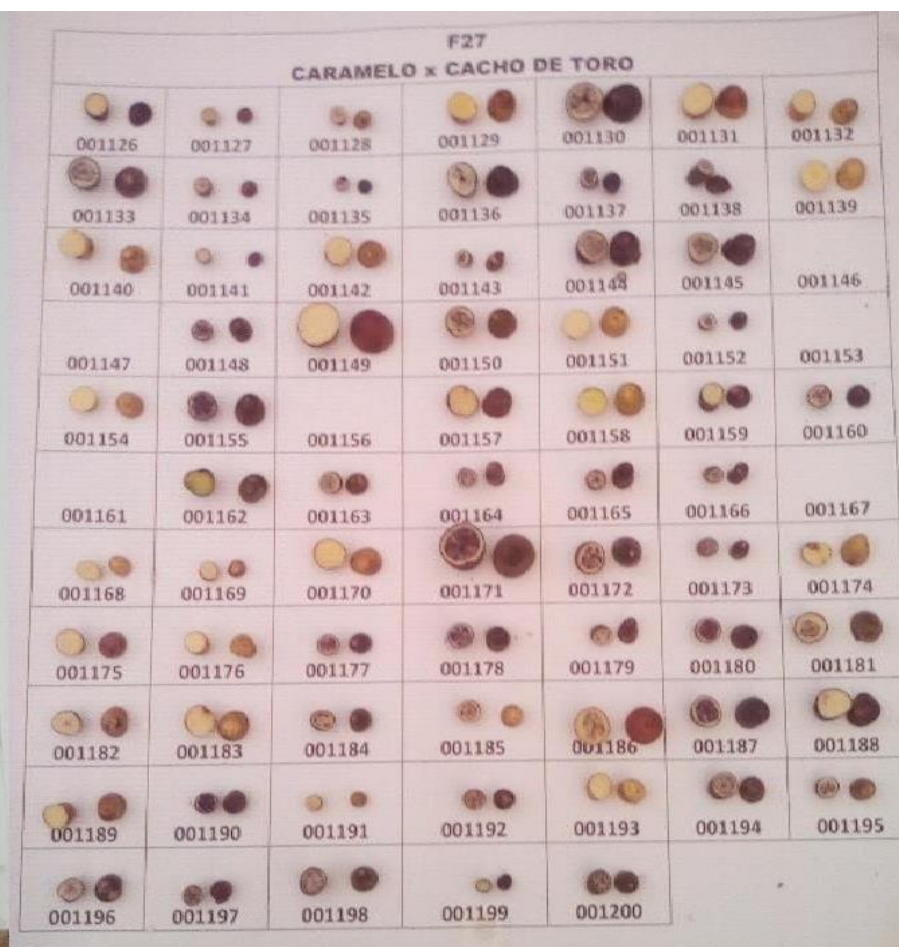 F27
CARAMELO x CACHO DE TORO
001126 001127 001128 001129 001130 001131 001132
001133 001134 001135 001136 001137 001138 001139
001140 001141 001142 001143 001144 001145 001146
001147 001148 001149 001150 001151 001152 001153
001154 001155 001156 001157 001158 001159 001160
001161 001162 001163 001164 001165 001166 001167
001168 001169 001170 001171 001172 001173 001174
001175 001176 001177 001178 001179 001180 001181
001182 001183 001184 001185 001186 001187 001188
001189 001190 001191 001192 001193 001194 001195
001196 001197 001198 001199 001200